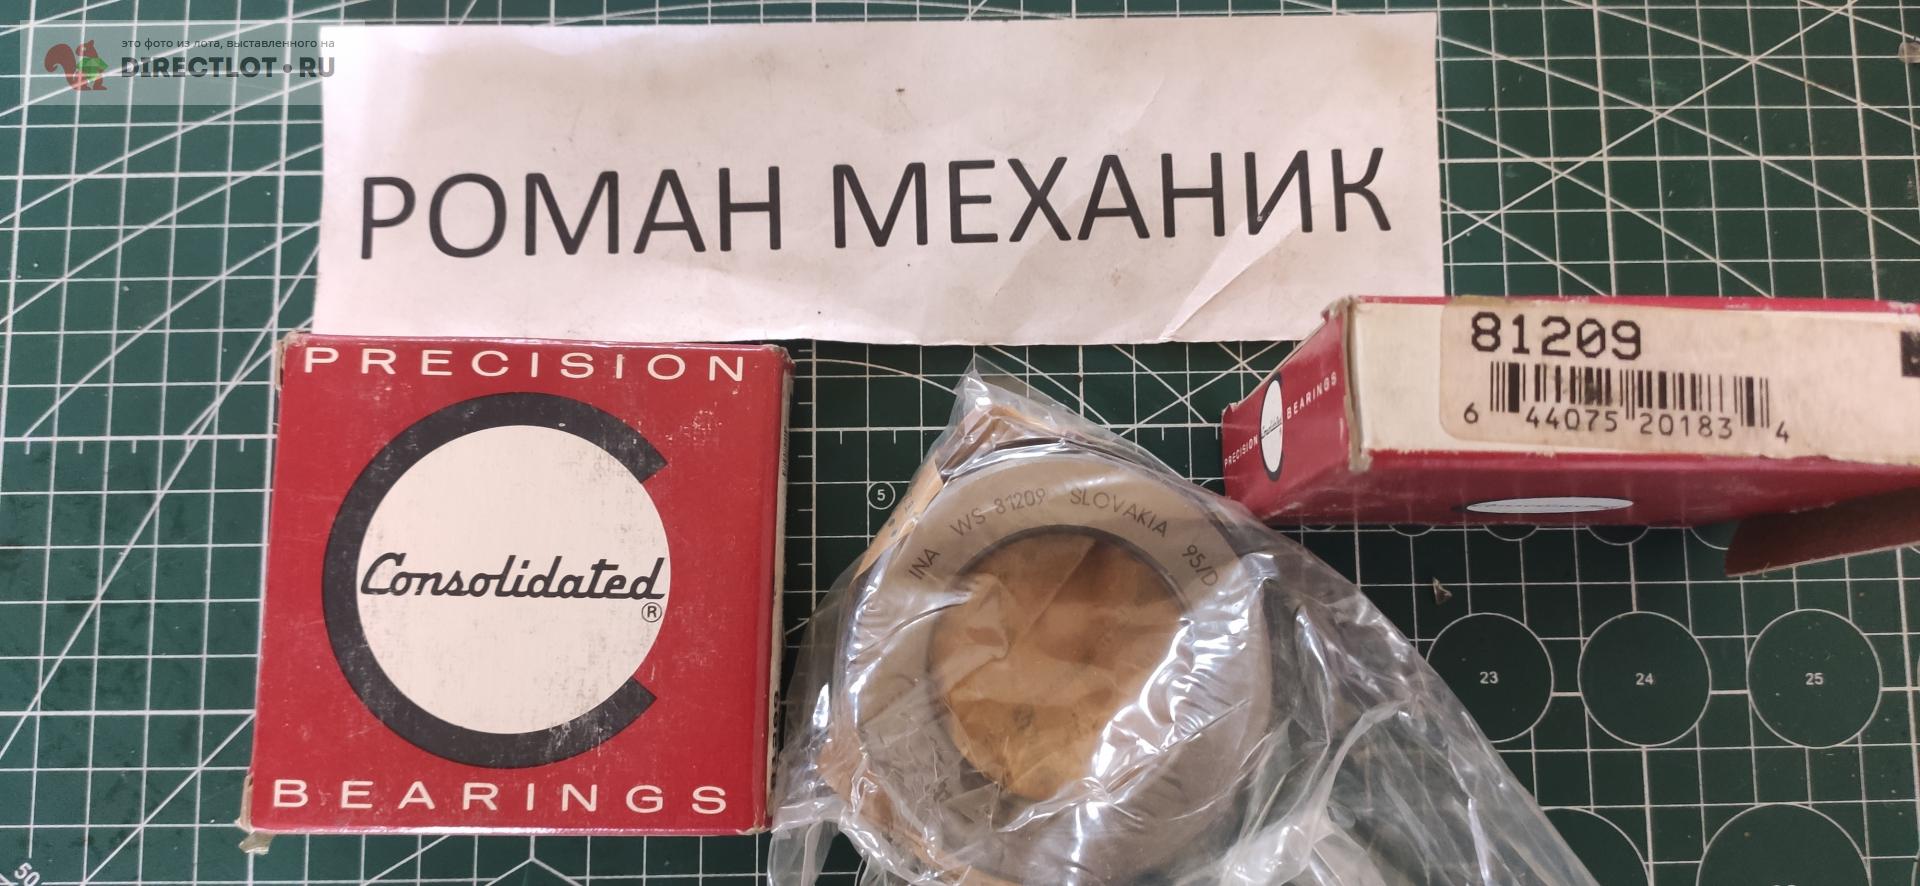 это фото из лота, выставленного на
DIRECTLOT.RU
РОМАН МЕХАНИК
PRECISION
Consolidated
®
BEARINGS
81209
6 44075 20183 4
PRECISION
Consolidated
BEARINGS
INA WS 81209 SLOVAKIA 95/D
5
23
24
25
50